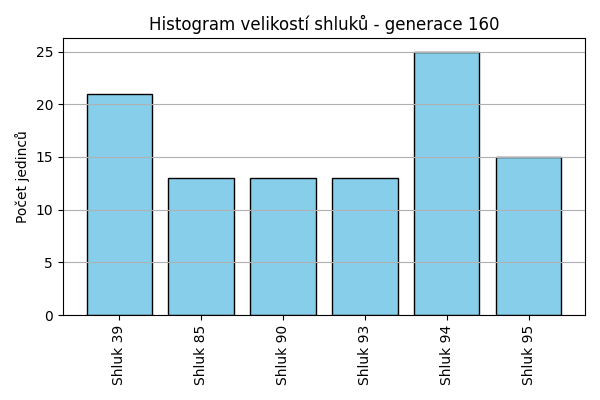 Histogram velikostí shluků - generace 160
Počet jedinců
25
20
15
10
5
0
Shluk 39
Shluk 85
Shluk 90
Shluk 93
Shluk 94
Shluk 95